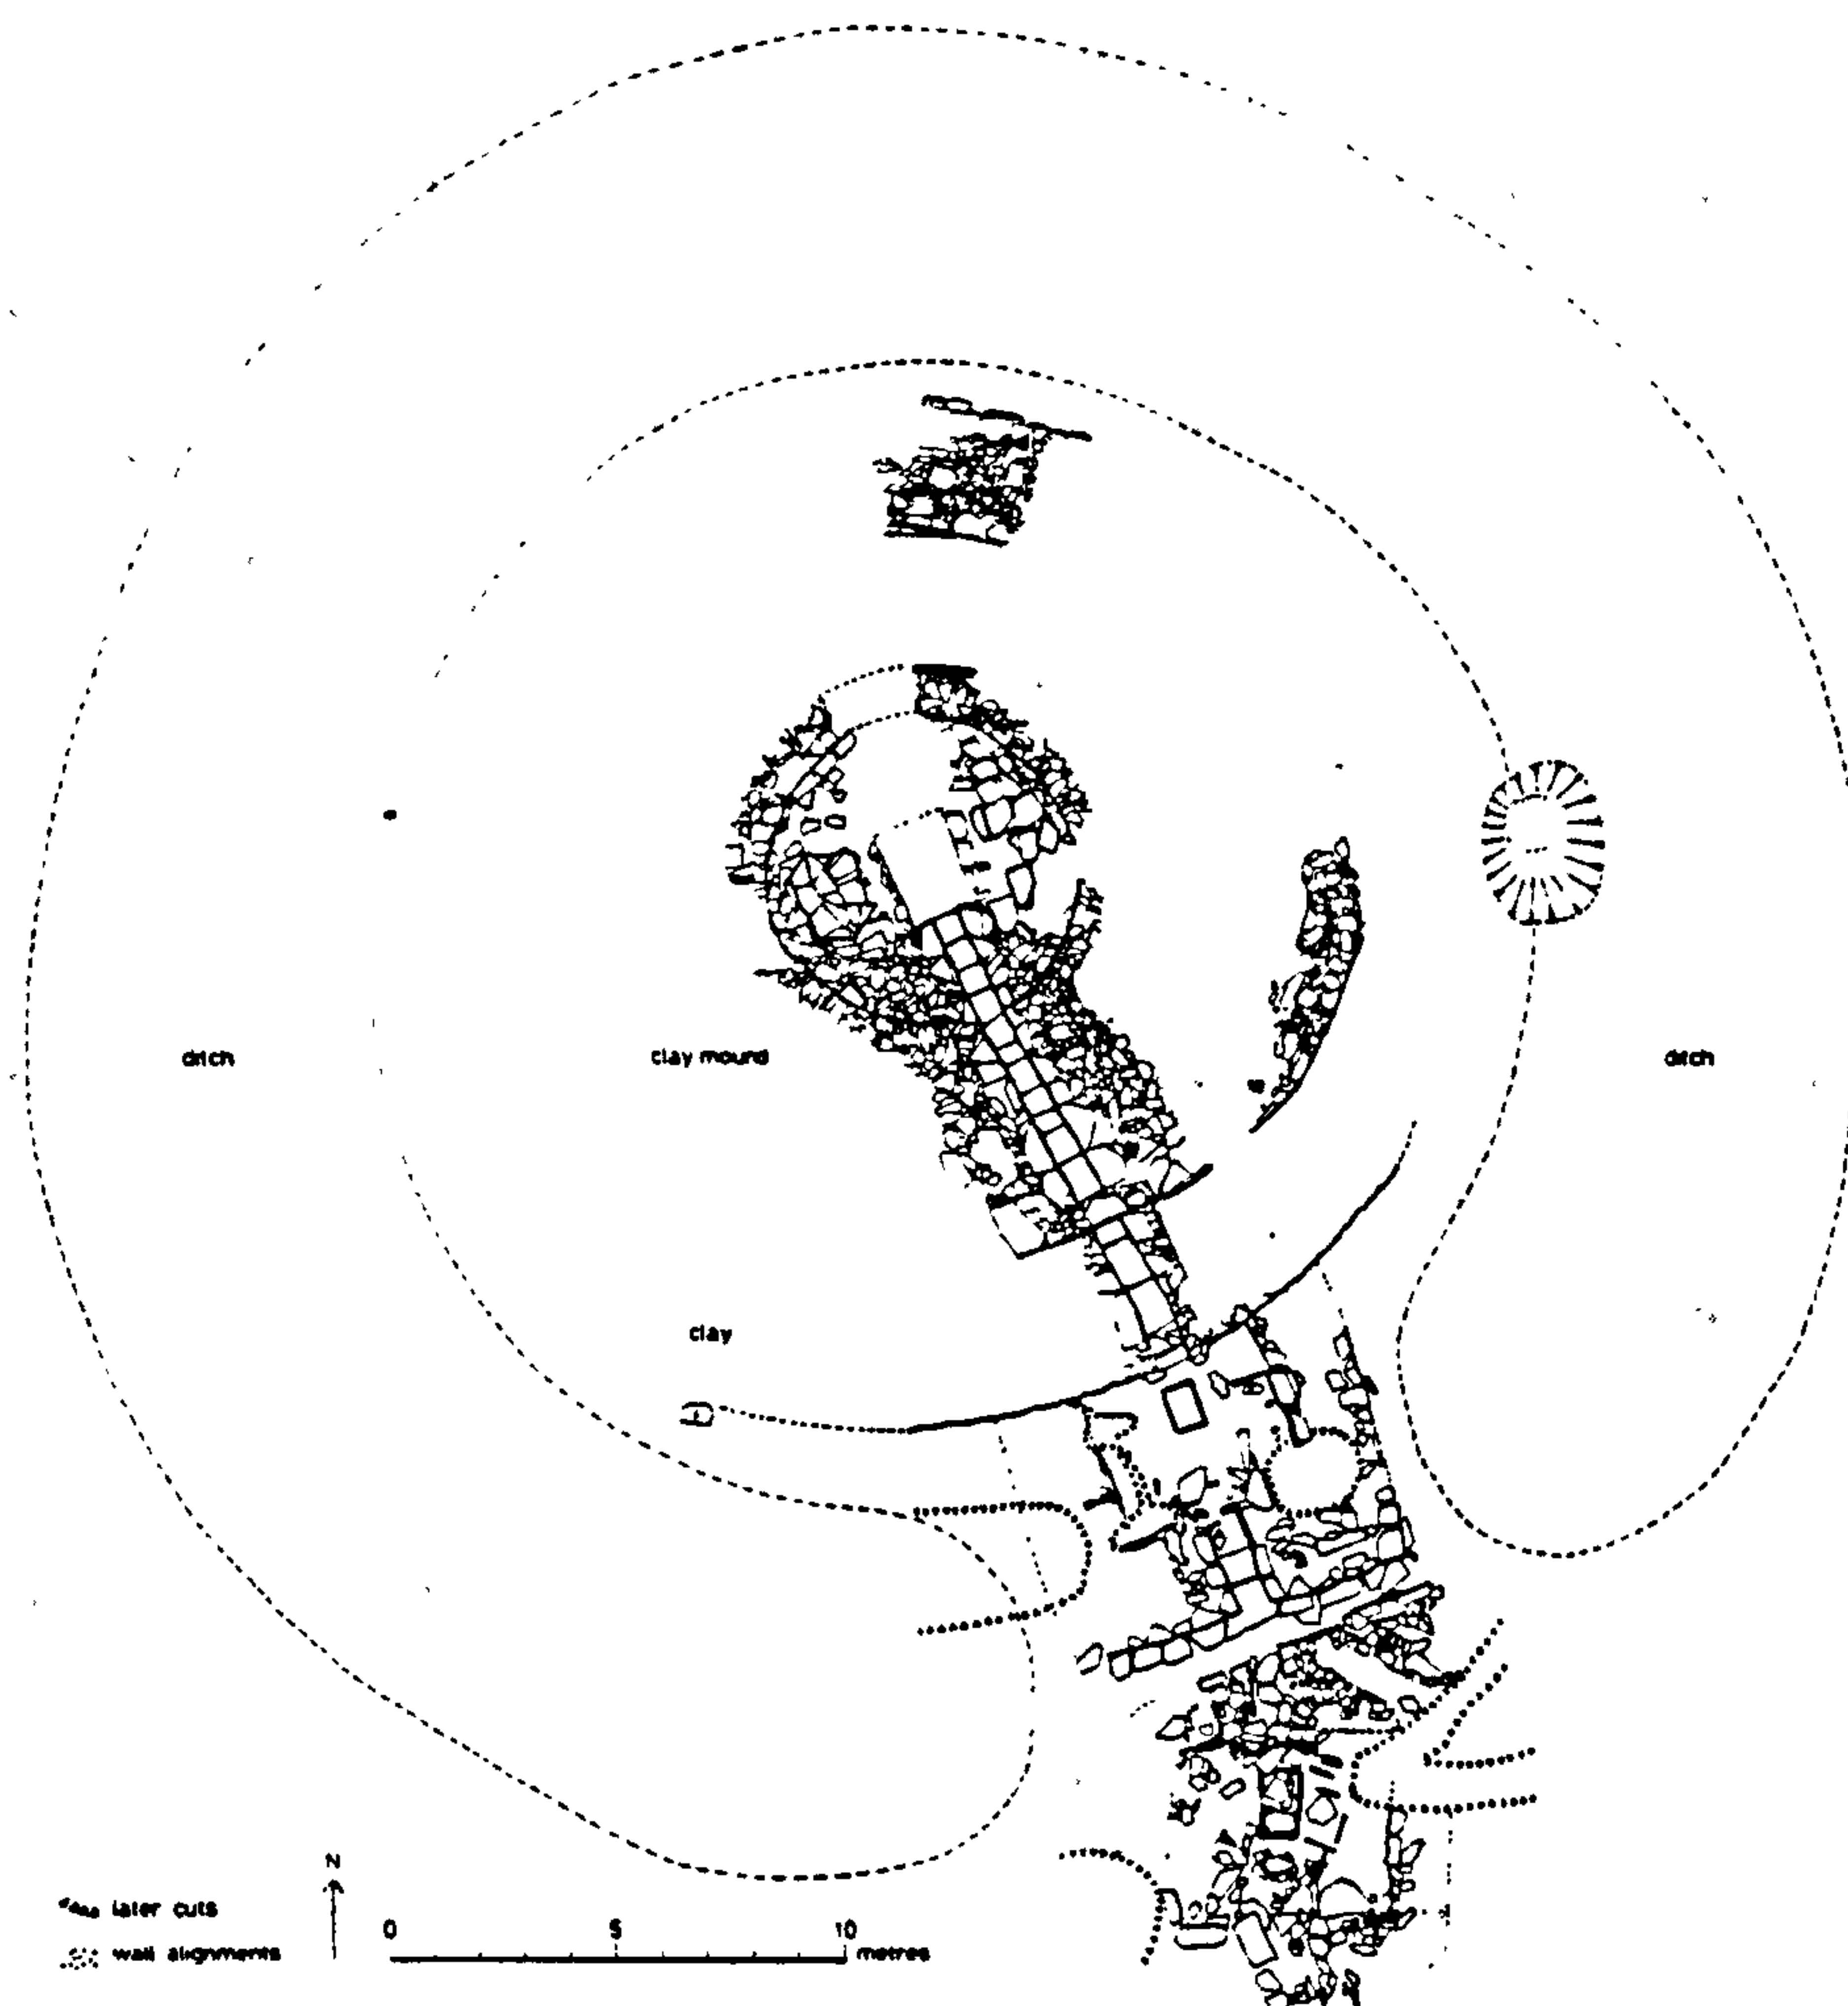 ditch
clay mound
ditch
clay
N
later cuts
wall alignments
0 5 10
metres